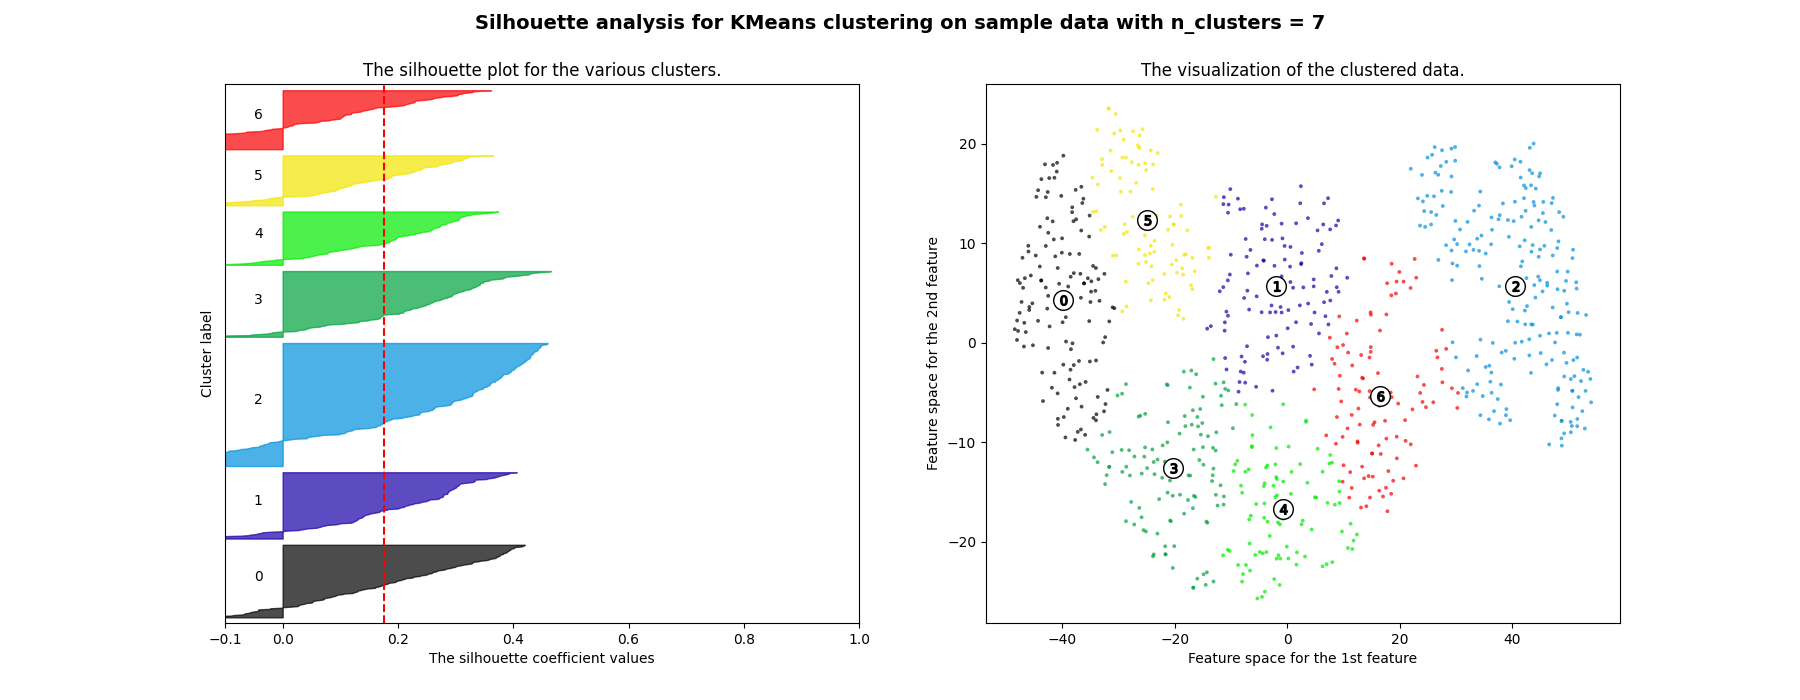 Silhouette analysis for KMeans clustering on sample data with n_clusters = 7
The silhouette plot for the various clusters.
Cluster label
6
5
4
3
2
1
0
−0.1 0.0 0.2 0.4 0.6 0.8 1.0
The silhouette coefficient values
The visualization of the clustered data.
Feature space for the 2nd feature
20
10
0
−10
−20
5
1
2
0
6
3
4
−40 −20 0 20 40
Feature space for the 1st feature